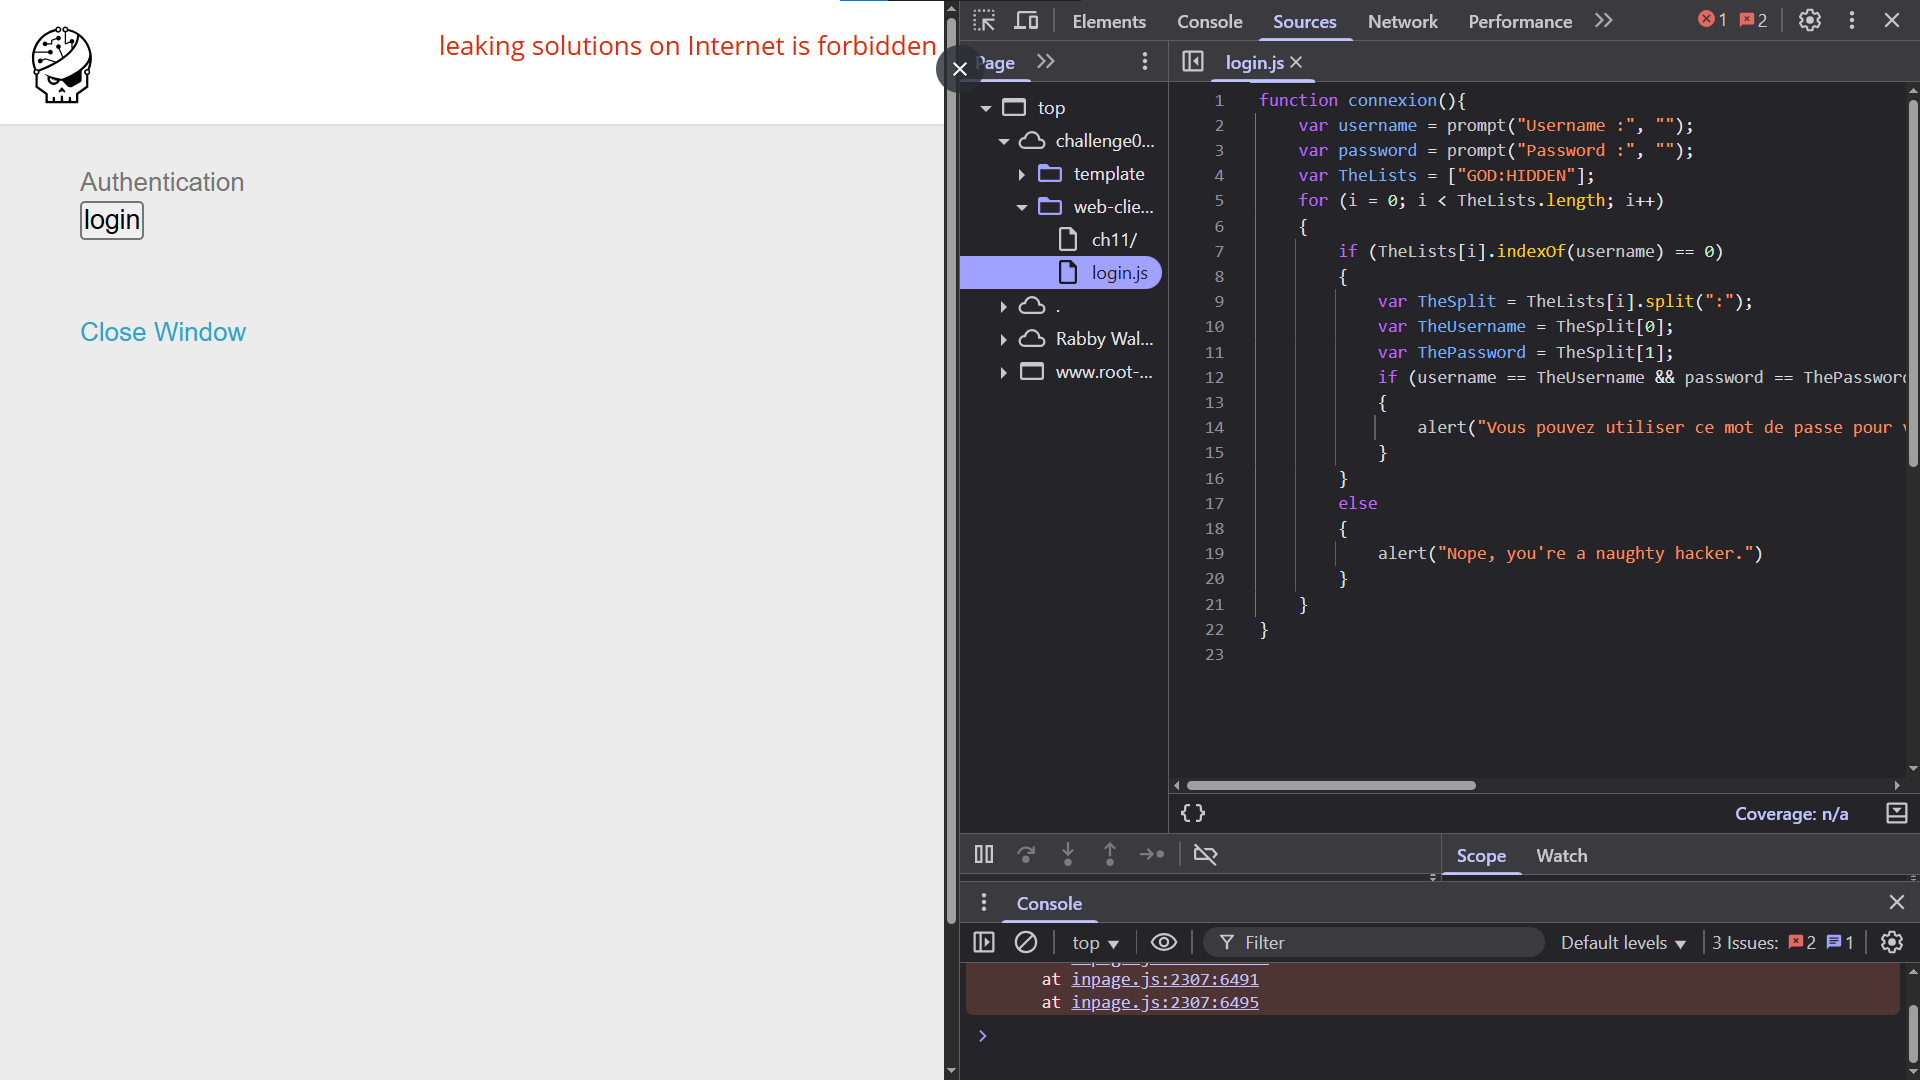 leaking solutions on Internet is forbidden
Authentication
login
Close Window
Elements Console Sources Network Performance 1 2
Page
login.js
top
challenge0...
template
web-clie...
ch11/
login.js
.
Rabby Wal...
www.root-...
1 function connexion(){
2 var username = prompt("Username :", "");
3 var password = prompt("Password :", "");
4 var TheLists = ["GOD:HIDDEN"];
5 for (i = 0; i < TheLists.length; i++)
6 {
7 if (TheLists[i].indexOf(username) == 0)
8 {
9 var TheSplit = TheLists[i].split(":");
10 var TheUsername = TheSplit[0];
11 var ThePassword = TheSplit[1];
12 if (username == TheUsername && password == ThePassword
13 {
14 alert("Vous pouvez utiliser ce mot de passe pour
15 }
16 }
17 else
18 {
19 alert("Nope, you're a naughty hacker.")
20 }
21 }
22 }
23
{} Coverage: n/a
Scope Watch
Console
top Filter Default levels 3 Issues: 2 1
at inpage.js:2307:6491
at inpage.js:2307:6495
>